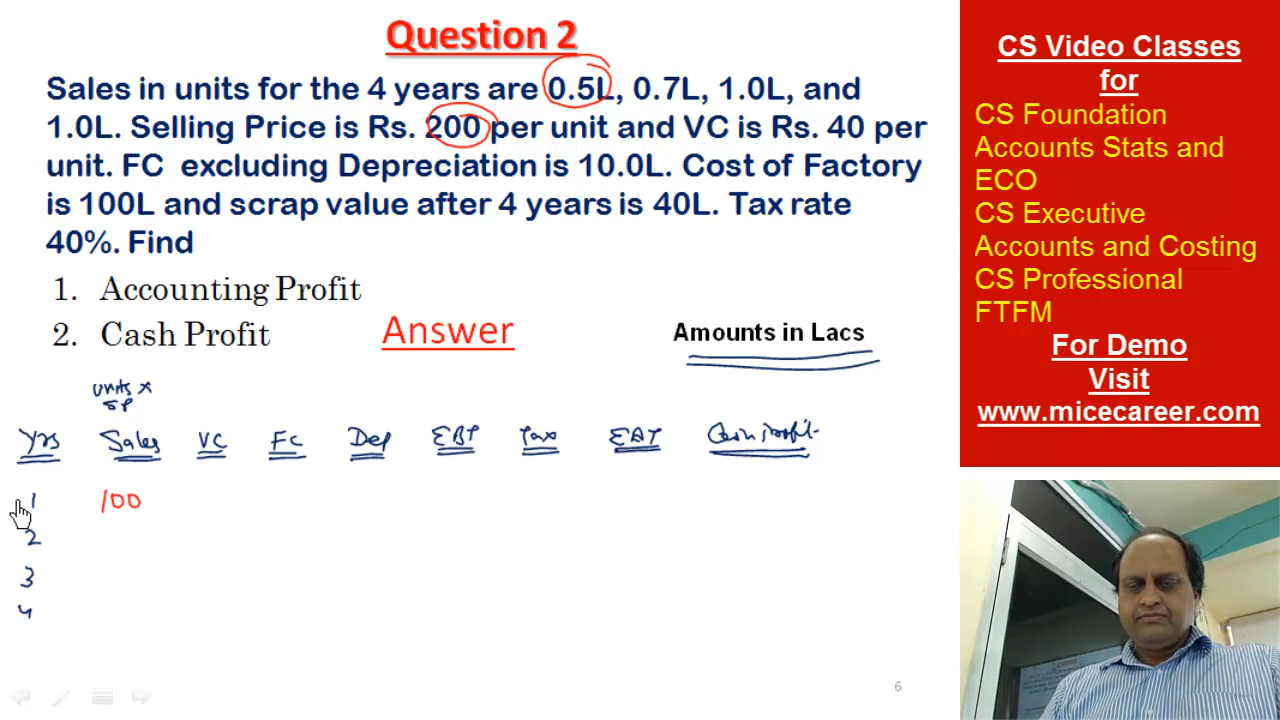 Question 2
Sales in units for the 4 years are 0.5L, 0.7L, 1.0L, and
1.0L. Selling Price is Rs. 200 per unit and VC is Rs. 40 per
unit. FC excluding Depreciation is 10.0L. Cost of Factory
is 100L and scrap value after 4 years is 40L. Tax rate
40%. Find
1. Accounting Profit
2. Cash Profit
Answer
Amounts in Lacs
units x
SP
Yrs Sales VC FC Dep EBT Tax EAT Cash Profit
1 100
2
3
4
6
CS Video Classes
for
CS Foundation
Accounts Stats and
ECO
CS Executive
Accounts and Costing
CS Professional
FTFM
For Demo
Visit
www.micecareer.com